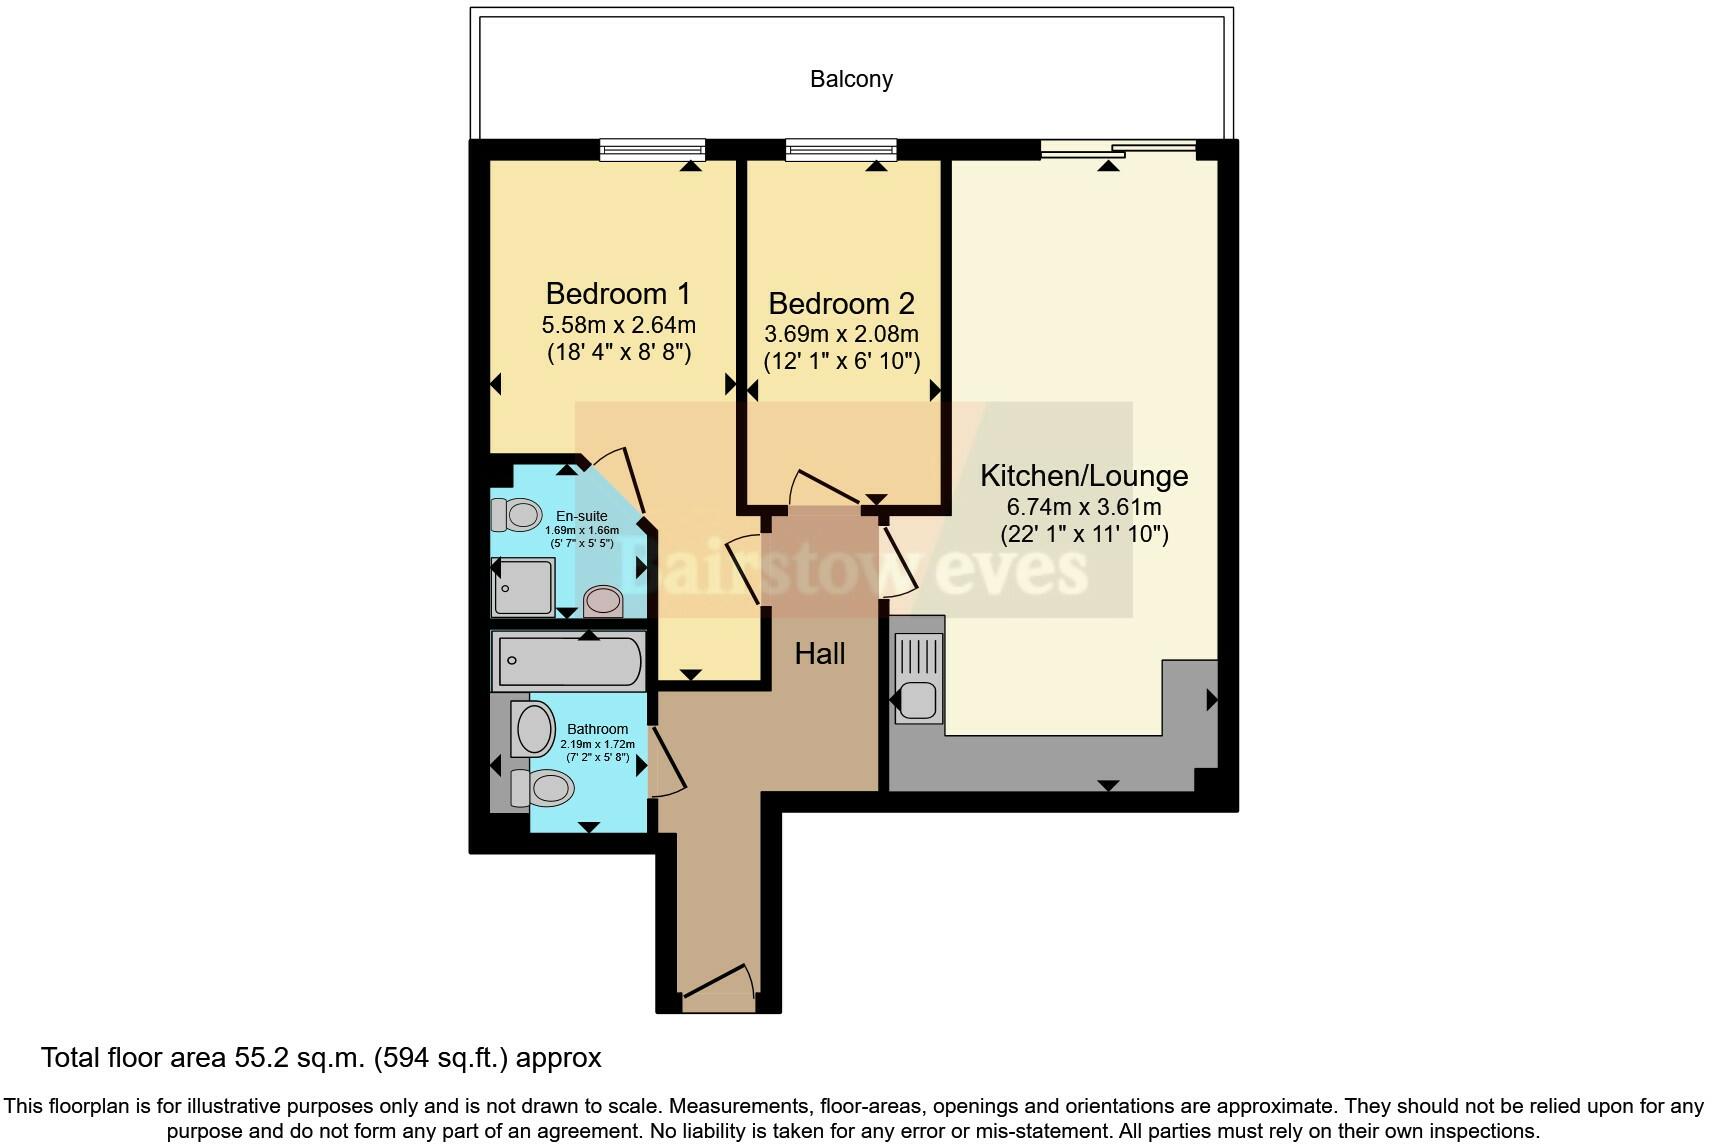 Balcony
Bedroom 1
5.58m x 2.64m
(18' 4" x 8' 8")
Bedroom 2
3.69m x 2.08m
(12' 1" x 6' 10")
Kitchen/Lounge
6.74m x 3.61m
(22' 1" x 11' 10")
En-suite
1.69m x 1.66m
(5' 7" x 5' 5")
Bairstow eves
Hall
Bathroom
2.19m x 1.72m
(7' 2" x 5' 8")
Total floor area 55.2 sq.m. (594 sq.ft.) approx
This floorplan is for illustrative purposes only and is not drawn to scale. Measurements, floor-areas, openings and orientations are approximate. They should not be relied upon for any
purpose and do not form any part of an agreement. No liability is taken for any error or mis-statement. All parties must rely on their own inspections.